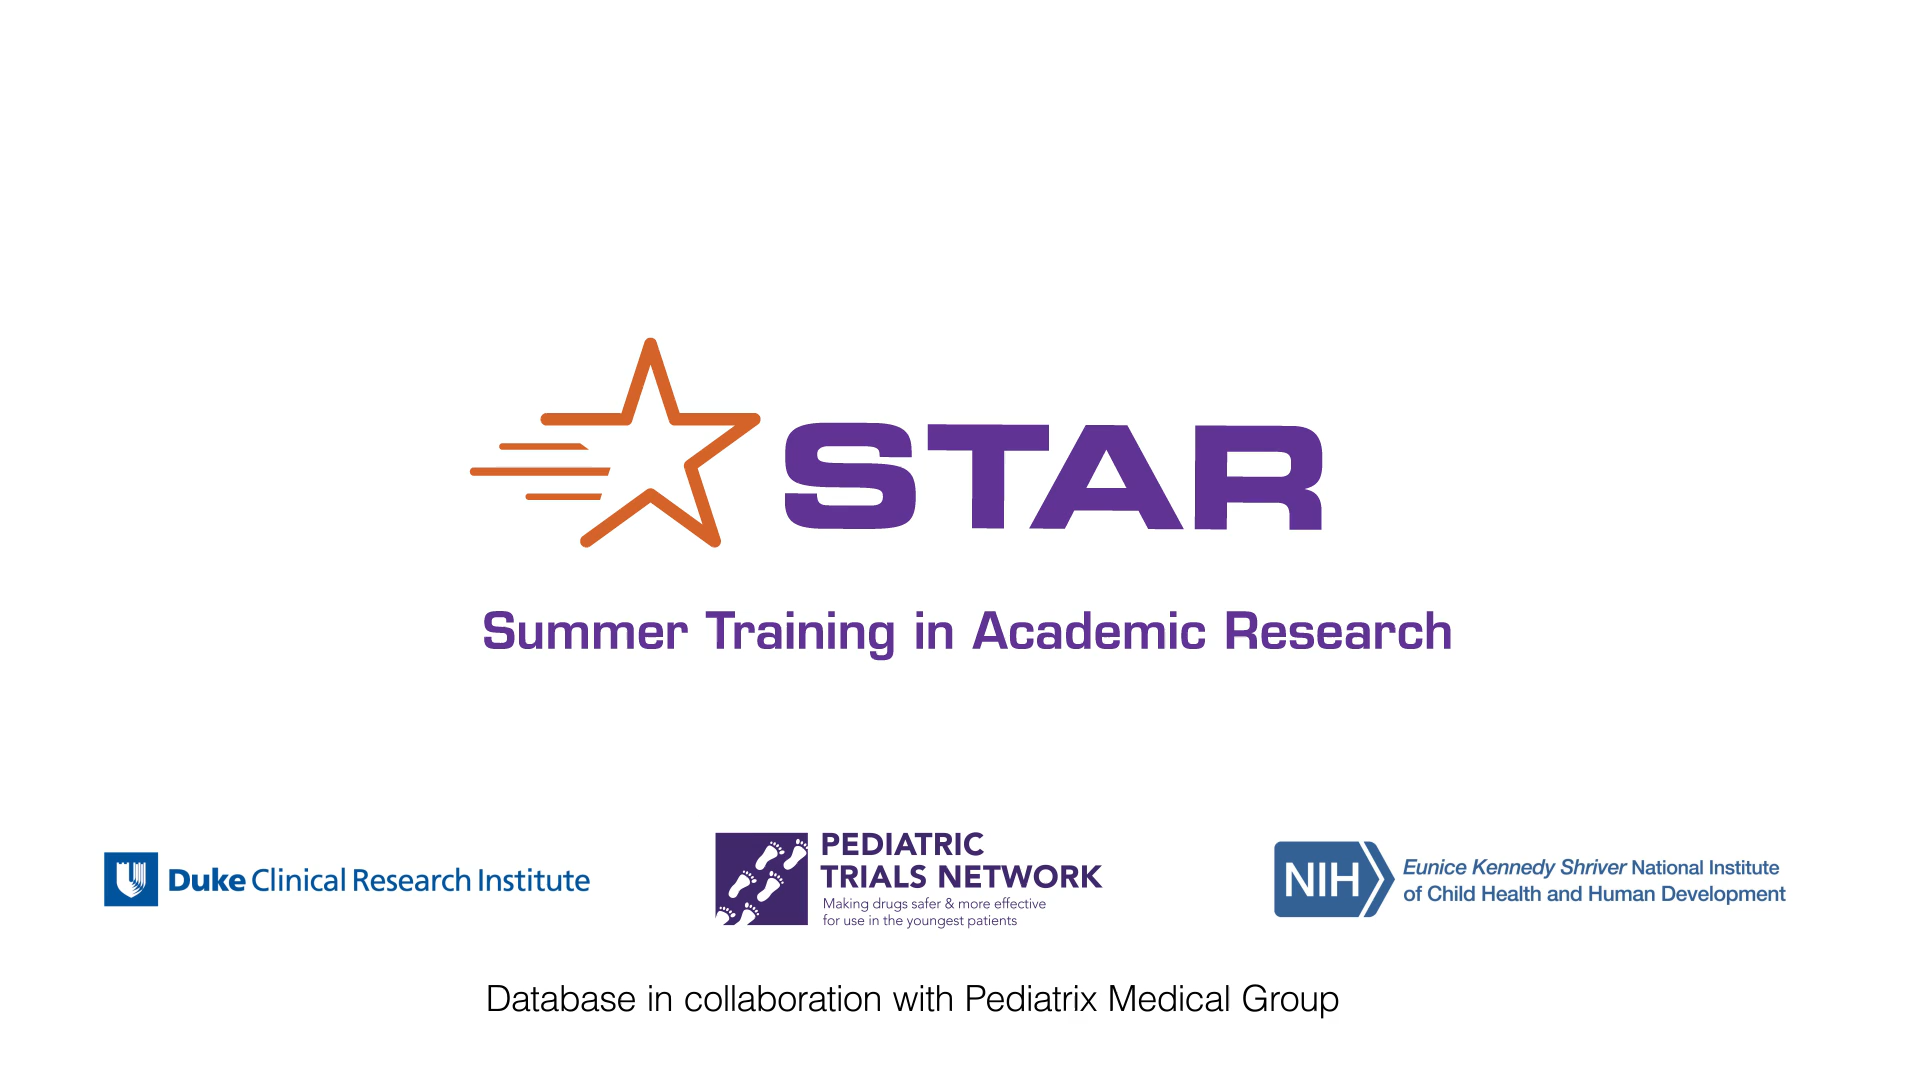 STAR
Summer Training in Academic Research
Duke Clinical Research Institute
PEDIATRIC
TRIALS NETWORK
Making drugs safer & more effective
for use in the youngest patients
NIH
Eunice Kennedy Shriver National Institute
of Child Health and Human Development
Database in collaboration with Pediatrix Medical Group